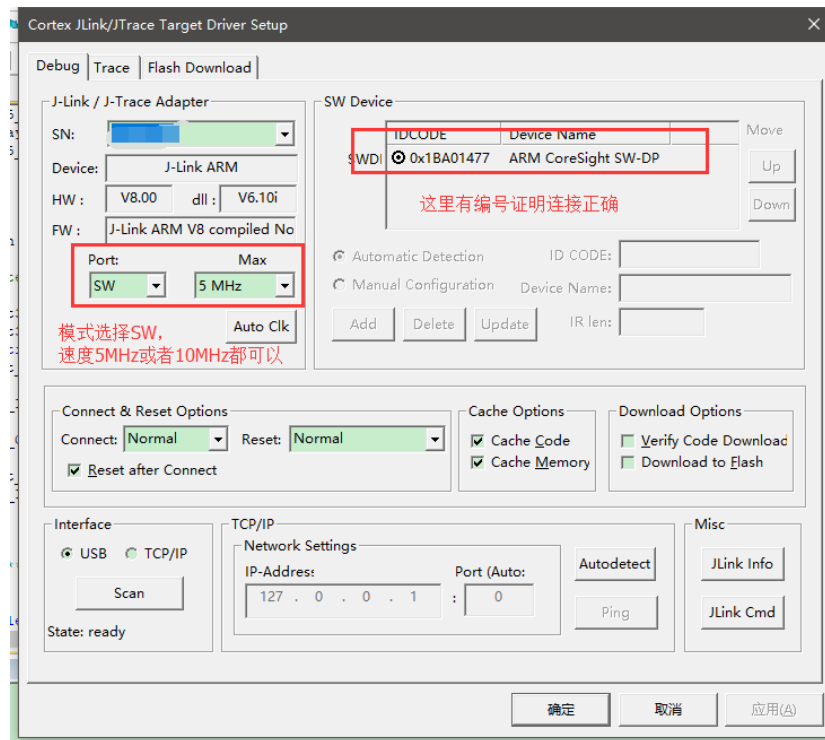 Cortex JLink/JTrace Target Driver Setup
Debug Trace Flash Download
J-Link / J-Trace Adapter
SN:
Device: J-Link ARM
HW : V8.00 dll : V6.10i
FW : J-Link ARM V8 compiled No
Port: Max
SW 5 MHz
Auto Clk
模式选择SW,
速度5MHz或者10MHz都可以
SW Device
IDCODE Device Name Move
SWDI 0x1BA01477 ARM CoreSight SW-DP
Up
Down
这里有编号证明连接正确
Automatic Detection ID CODE:
Manual Configuration Device Name:
Add Delete Update IR len:
Connect & Reset Options
Connect: Normal Reset: Normal
Reset after Connect
Cache Options
Cache Code
Cache Memory
Download Options
Verify Code Download
Download to Flash
Interface
USB TCP/IP
Scan
State: ready
TCP/IP
Network Settings
IP-Address Port (Auto:
127 . 0 . 0 . 1 : 0
Autodetect
Ping
Misc
JLink Info
JLink Cmd
确定 取消 应用(A)